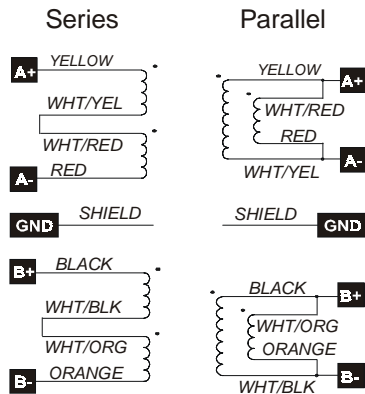 Series
Parallel
A+
YELLOW
WHT/YEL
WHT/RED
A-
RED
YELLOW
A+
WHT/RED
RED
A-
WHT/YEL
GND
SHIELD
SHIELD
GND
B+
BLACK
WHT/BLK
WHT/ORG
B-
ORANGE
BLACK
B+
WHT/ORG
ORANGE
B-
WHT/BLK